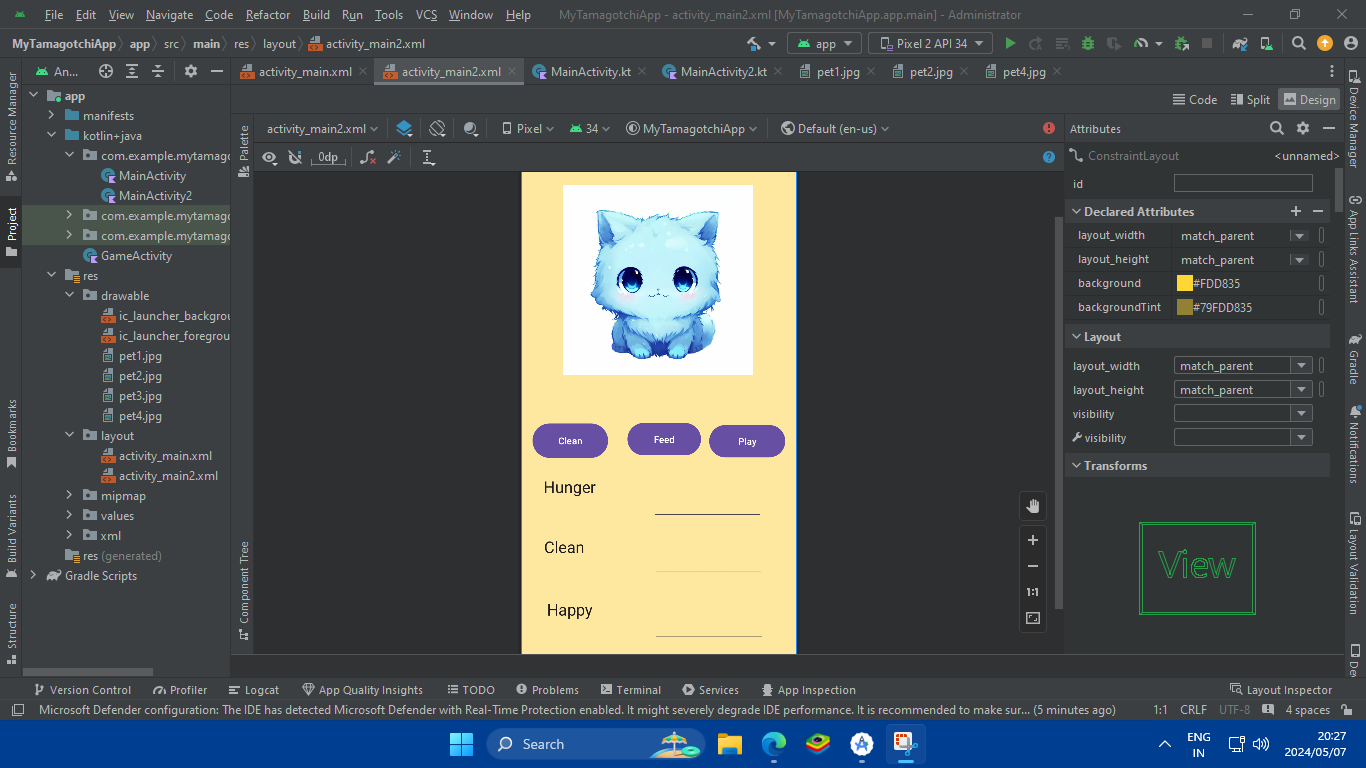 File Edit View Navigate Code Refactor Build Run Tools VCS Window Help MyTamagotchiApp - activity_main2.xml [MyTamagotchiApp.app.main] - Administrator
MyTamagotchiApp app src main res layout activity_main2.xml app Pixel 2 API 34
An... activity_main.xml activity_main2.xml MainActivity.kt MainActivity2.kt pet1.jpg pet2.jpg pet4.jpg
Code Split Design
Resource Manager
Project
Bookmarks
Build Variants
Structure
app
manifests
kotlin+java
com.example.mytamag
MainActivity
MainActivity2
com.example.mytamag
com.example.mytamag
GameActivity
res
drawable
ic_launcher_backgrou
ic_launcher_foregrou
pet1.jpg
pet2.jpg
pet3.jpg
pet4.jpg
layout
activity_main.xml
activity_main2.xml
mipmap
values
xml
res (generated)
Gradle Scripts
Palette
Component Tree
activity_main2.xml Pixel 34 MyTamagotchiApp Default (en-us)
0dp
Clean Feed Play
Hunger
Clean
Happy
1:1
Attributes
ConstraintLayout <unnamed>
id
Declared Attributes
layout_width match_parent
layout_height match_parent
background #FDD835
backgroundTint #79FDD835
Layout
layout_width match_parent
layout_height match_parent
visibility
visibility
Transforms
View
Device Manager
App Links Assistant
Gradle
Notifications
Layout Validation
De
Version Control Profiler Logcat App Quality Insights TODO Problems Terminal Services App Inspection Layout Inspector
Microsoft Defender configuration: The IDE has detected Microsoft Defender with Real-Time Protection enabled. It might severely degrade IDE performance. It is recommended to make sur... (5 minutes ago) 1:1 CRLF UTF-8 4 spaces
Search ENG IN 20:27 2024/05/07